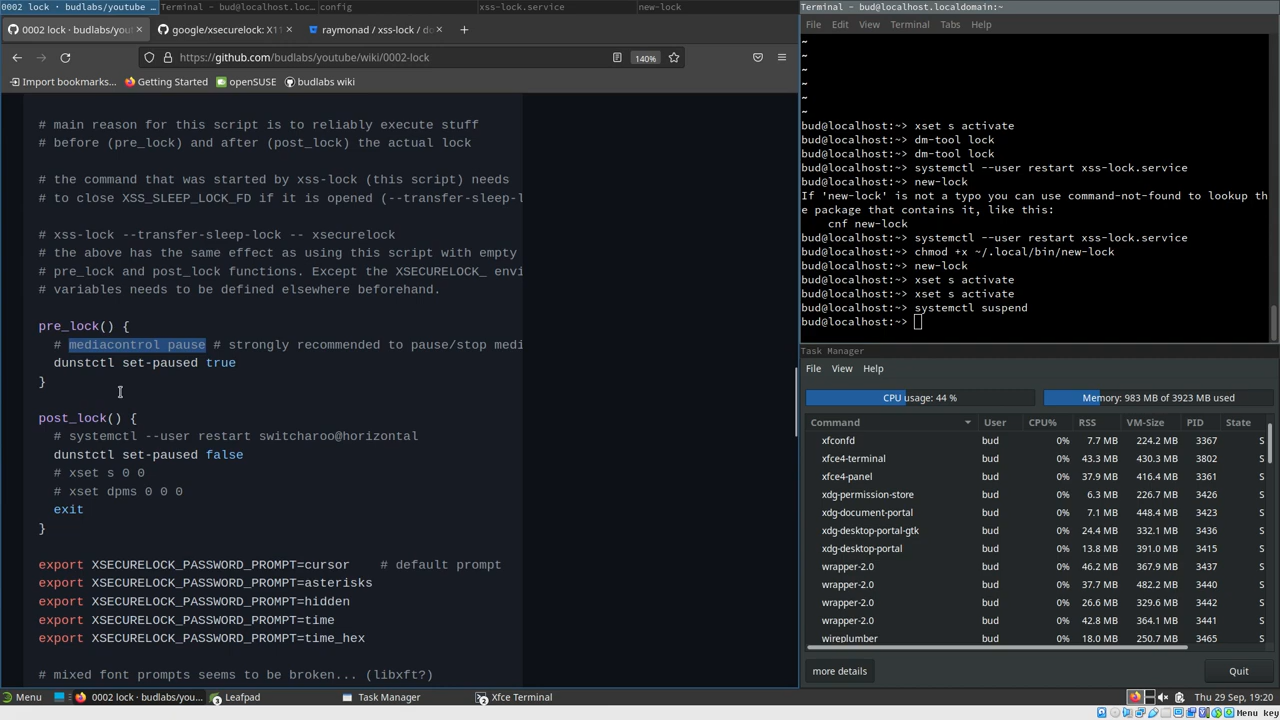 0002 lock · budlabs/youtube ...
Terminal - bud@localhost.loc...
config
xss-lock.service
new-lock
0002 lock · budlabs/yout
google/xsecurelock: X11
raymonad / xss-lock / do
https://github.com/budlabs/youtube/wiki/0002-lock
140%
Import bookmarks...
Getting Started
openSUSE
budlabs wiki
# main reason for this script is to reliably execute stuff
# before (pre_lock) and after (post_lock) the actual lock
# the command that was started by xss-lock (this script) needs
# to close XSS_SLEEP_LOCK_FD if it is opened (--transfer-sleep-l
# xss-lock --transfer-sleep-lock -- xsecurelock
# the above has the same effect as using this script with empty
# pre_lock and post_lock functions. Except the XSECURELOCK_ envi
# variables needs to be defined elsewhere beforehand.
pre_lock() {
# mediacontrol pause # strongly recommended to pause/stop medi
dunstctl set-paused true
}
post_lock() {
# systemctl --user restart switcharoo@horizontal
dunstctl set-paused false
# xset s 0 0
# xset dpms 0 0 0
exit
}
export XSECURELOCK_PASSWORD_PROMPT=cursor # default prompt
export XSECURELOCK_PASSWORD_PROMPT=asterisks
export XSECURELOCK_PASSWORD_PROMPT=hidden
export XSECURELOCK_PASSWORD_PROMPT=time
export XSECURELOCK_PASSWORD_PROMPT=time_hex
# mixed font prompts seems to be broken... (libxft?)
Terminal - bud@localhost.localdomain:~
File Edit View Terminal Tabs Help
~
~
~
~
~
~
bud@localhost:~> xset s activate
bud@localhost:~> dm-tool lock
bud@localhost:~> dm-tool lock
bud@localhost:~> systemctl --user restart xss-lock.service
bud@localhost:~> new-lock
If 'new-lock' is not a typo you can use command-not-found to lookup th
e package that contains it, like this:
cnf new-lock
bud@localhost:~> systemctl --user restart xss-lock.service
bud@localhost:~> chmod +x ~/.local/bin/new-lock
bud@localhost:~> new-lock
bud@localhost:~> xset s activate
bud@localhost:~> xset s activate
bud@localhost:~> systemctl suspend
bud@localhost:~>
Task Manager
File View Help
CPU usage: 44 %
Memory: 983 MB of 3923 MB used
Command User CPU% RSS VM-Size PID State
xfconfd bud 0% 7.7 MB 224.2 MB 3367 S
xfce4-terminal bud 0% 43.3 MB 430.3 MB 3802 S
xfce4-panel bud 0% 37.9 MB 416.4 MB 3361 S
xdg-permission-store bud 0% 6.3 MB 226.7 MB 3426 S
xdg-document-portal bud 0% 7.1 MB 448.4 MB 3423 S
xdg-desktop-portal-gtk bud 0% 24.4 MB 332.1 MB 3436 S
xdg-desktop-portal bud 0% 13.8 MB 391.0 MB 3415 S
wrapper-2.0 bud 0% 46.2 MB 367.9 MB 3437 S
wrapper-2.0 bud 0% 37.7 MB 482.2 MB 3440 S
wrapper-2.0 bud 0% 26.6 MB 329.6 MB 3442 S
wrapper-2.0 bud 0% 42.8 MB 364.1 MB 3441 S
wireplumber bud 0% 18.0 MB 250.7 MB 3465 S
more details
Quit
Menu
0002 lock · budlabs/you...
3
Leafpad
Task Manager
2
Xfce Terminal
Thu 29 Sep, 19:20
Menu key